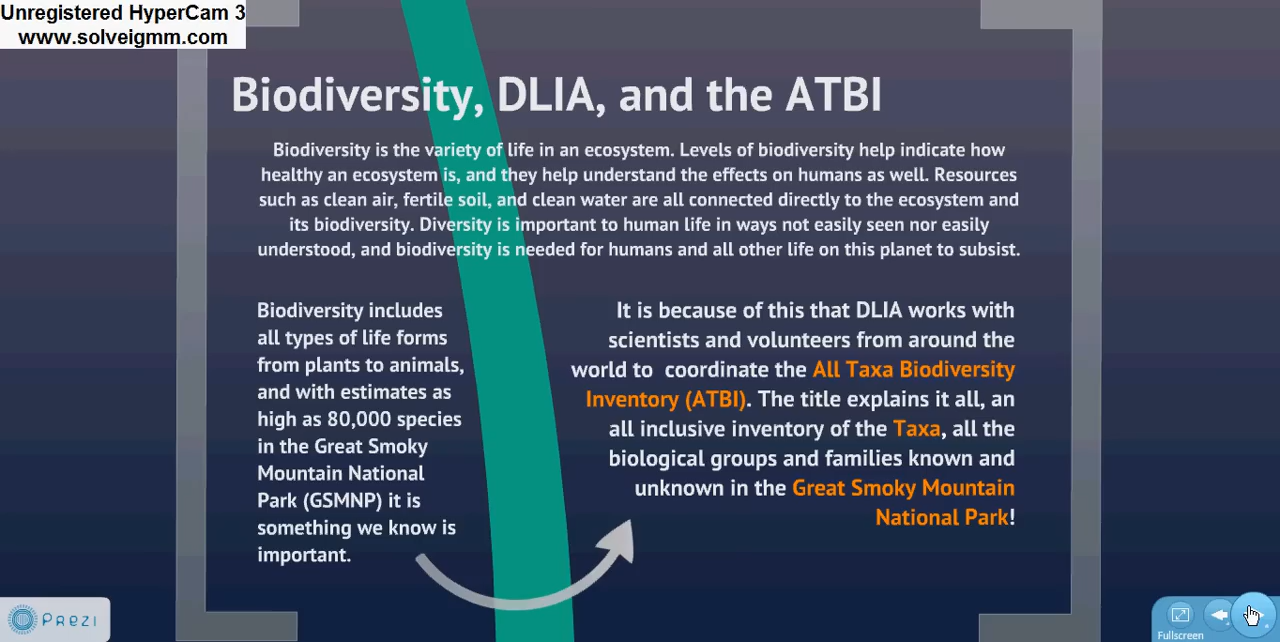 Unregistered HyperCam 3
www.solveigmm.com
Biodiversity, DLIA, and the ATBI
Biodiversity is the variety of life in an ecosystem. Levels of biodiversity help indicate how
healthy an ecosystem is, and they help understand the effects on humans as well. Resources
such as clean air, fertile soil, and clean water are all connected directly to the ecosystem and
its biodiversity. Diversity is important to human life in ways not easily seen nor easily
understood, and biodiversity is needed for humans and all other life on this planet to subsist.
Biodiversity includes
all types of life forms
from plants to animals,
and with estimates as
high as 80,000 species
in the Great Smoky
Mountain National
Park (GSMNP) it is
something we know is
important.
It is because of this that DLIA works with
scientists and volunteers from around the
world to coordinate the All Taxa Biodiversity
Inventory (ATBI). The title explains it all, an
all inclusive inventory of the Taxa, all the
biological groups and families known and
unknown in the Great Smoky Mountain
National Park!
Prezi
Fullscreen